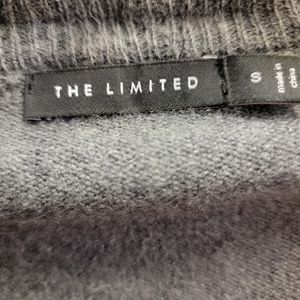 THE LIMITED
S
made in
china